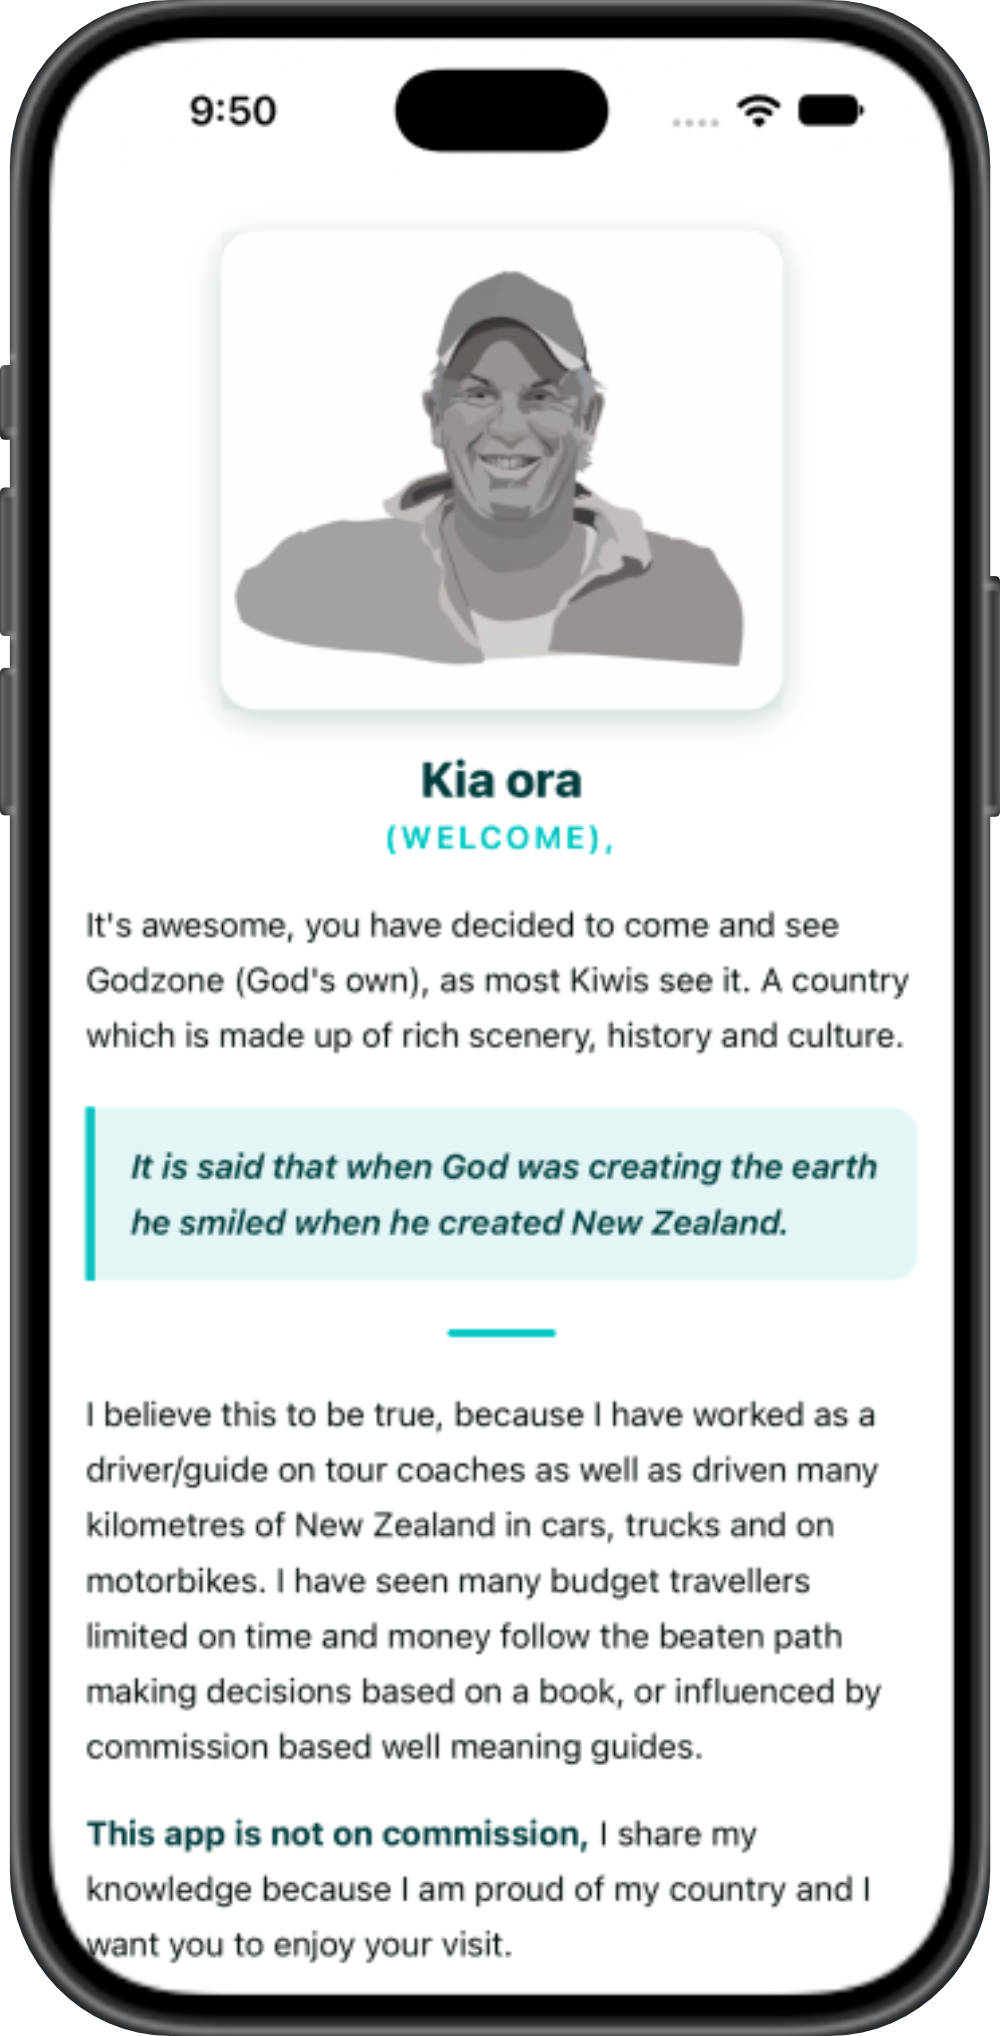 9:50
Kia ora
(WELCOME),
It's awesome, you have decided to come and see
Godzone (God's own), as most Kiwis see it. A country
which is made up of rich scenery, history and culture.
It is said that when God was creating the earth
he smiled when he created New Zealand.
I believe this to be true, because I have worked as a
driver/guide on tour coaches as well as driven many
kilometres of New Zealand in cars, trucks and on
motorbikes. I have seen many budget travellers
limited on time and money follow the beaten path
making decisions based on a book, or influenced by
commission based well meaning guides.
This app is not on commission, I share my
knowledge because I am proud of my country and I
want you to enjoy your visit.